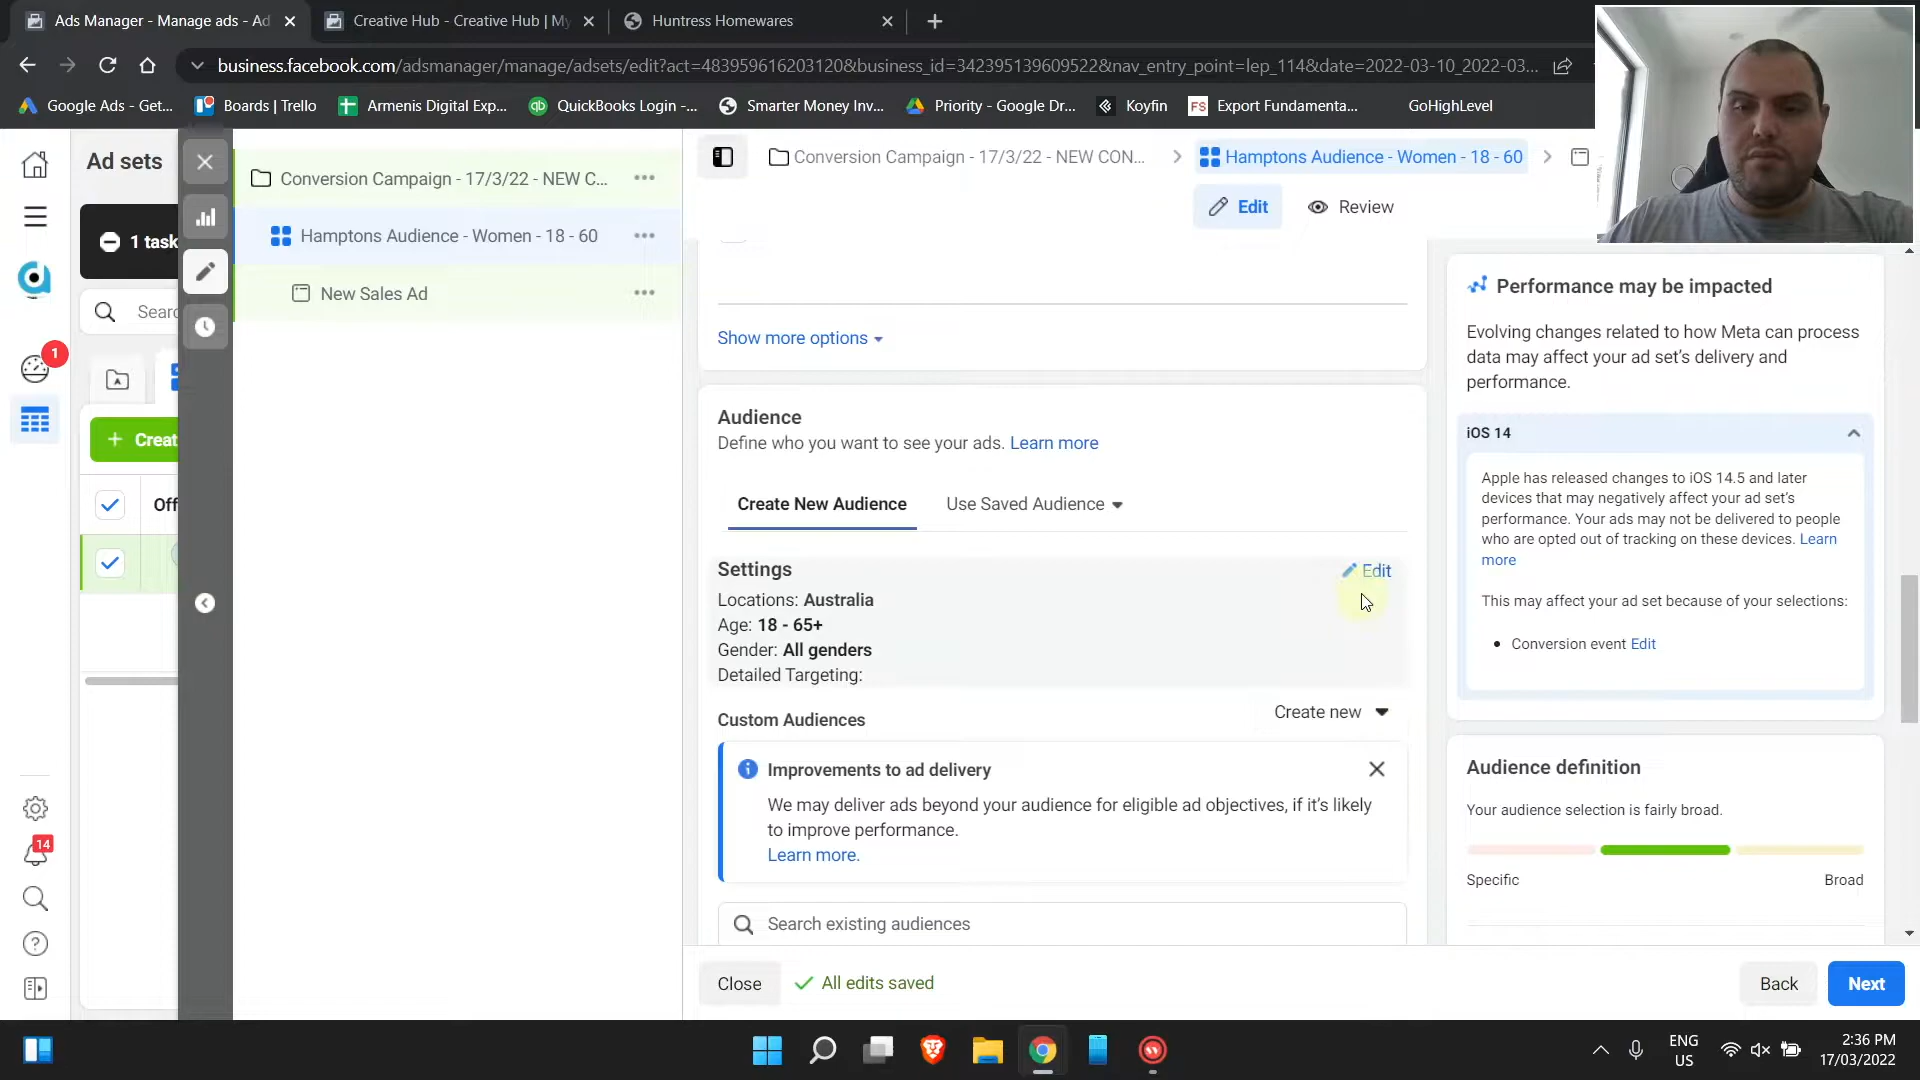 Ads Manager - Manage ads - Ad
Creative Hub - Creative Hub | My
Huntress Homewares
business.facebook.com/adsmanager/manage/adsets/edit?act=483959616203120&business_id=342395139609522&nav_entry_point=lep_114&date=2022-03-10_2022-03...
Google Ads - Get...
Boards | Trello
Armenis Digital Exp...
QuickBooks Login -...
Smarter Money Inv...
Priority - Google Dr...
Koyfin
FS
Export Fundamenta...
GoHighLevel
Ad sets
1 task
Searc
1
Creat
Off
14
Conversion Campaign - 17/3/22 - NEW C...
Hamptons Audience - Women - 18 - 60
New Sales Ad
Conversion Campaign - 17/3/22 - NEW CON...
Hamptons Audience - Women - 18 - 60
Edit
Review
Show more options
Audience
Define who you want to see your ads. Learn more
Create New Audience
Use Saved Audience
Settings
Edit
Locations: Australia
Age: 18 - 65+
Gender: All genders
Detailed Targeting:
Custom Audiences
Create new
Improvements to ad delivery
We may deliver ads beyond your audience for eligible ad objectives, if it's likely
to improve performance.
Learn more.
Search existing audiences
Performance may be impacted
Evolving changes related to how Meta can process
data may affect your ad set's delivery and
performance.
iOS 14
Apple has released changes to iOS 14.5 and later
devices that may negatively affect your ad set's
performance. Your ads may not be delivered to people
who are opted out of tracking on these devices. Learn
more
This may affect your ad set because of your selections:
Conversion event Edit
Audience definition
Your audience selection is fairly broad.
Specific
Broad
Close
All edits saved
Back
Next
ENG
US
2:36 PM
17/03/2022